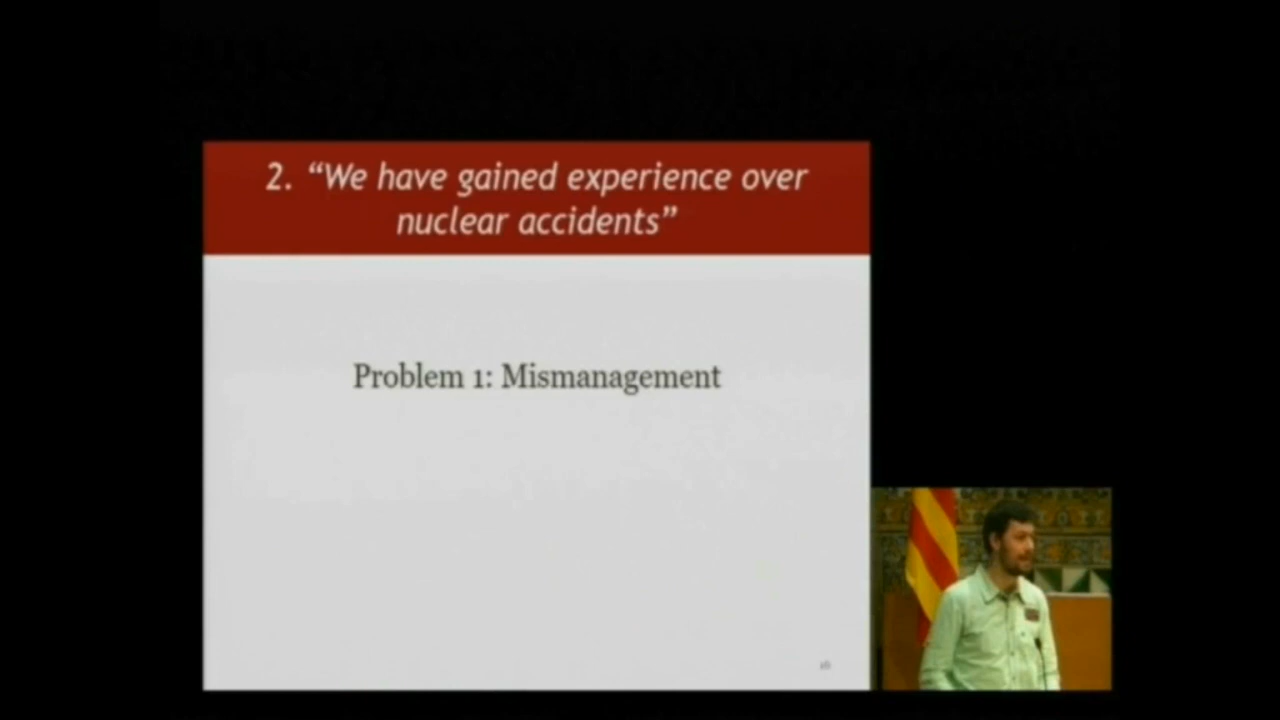 2. “We have gained experience over
nuclear accidents”
Problem 1: Mismanagement